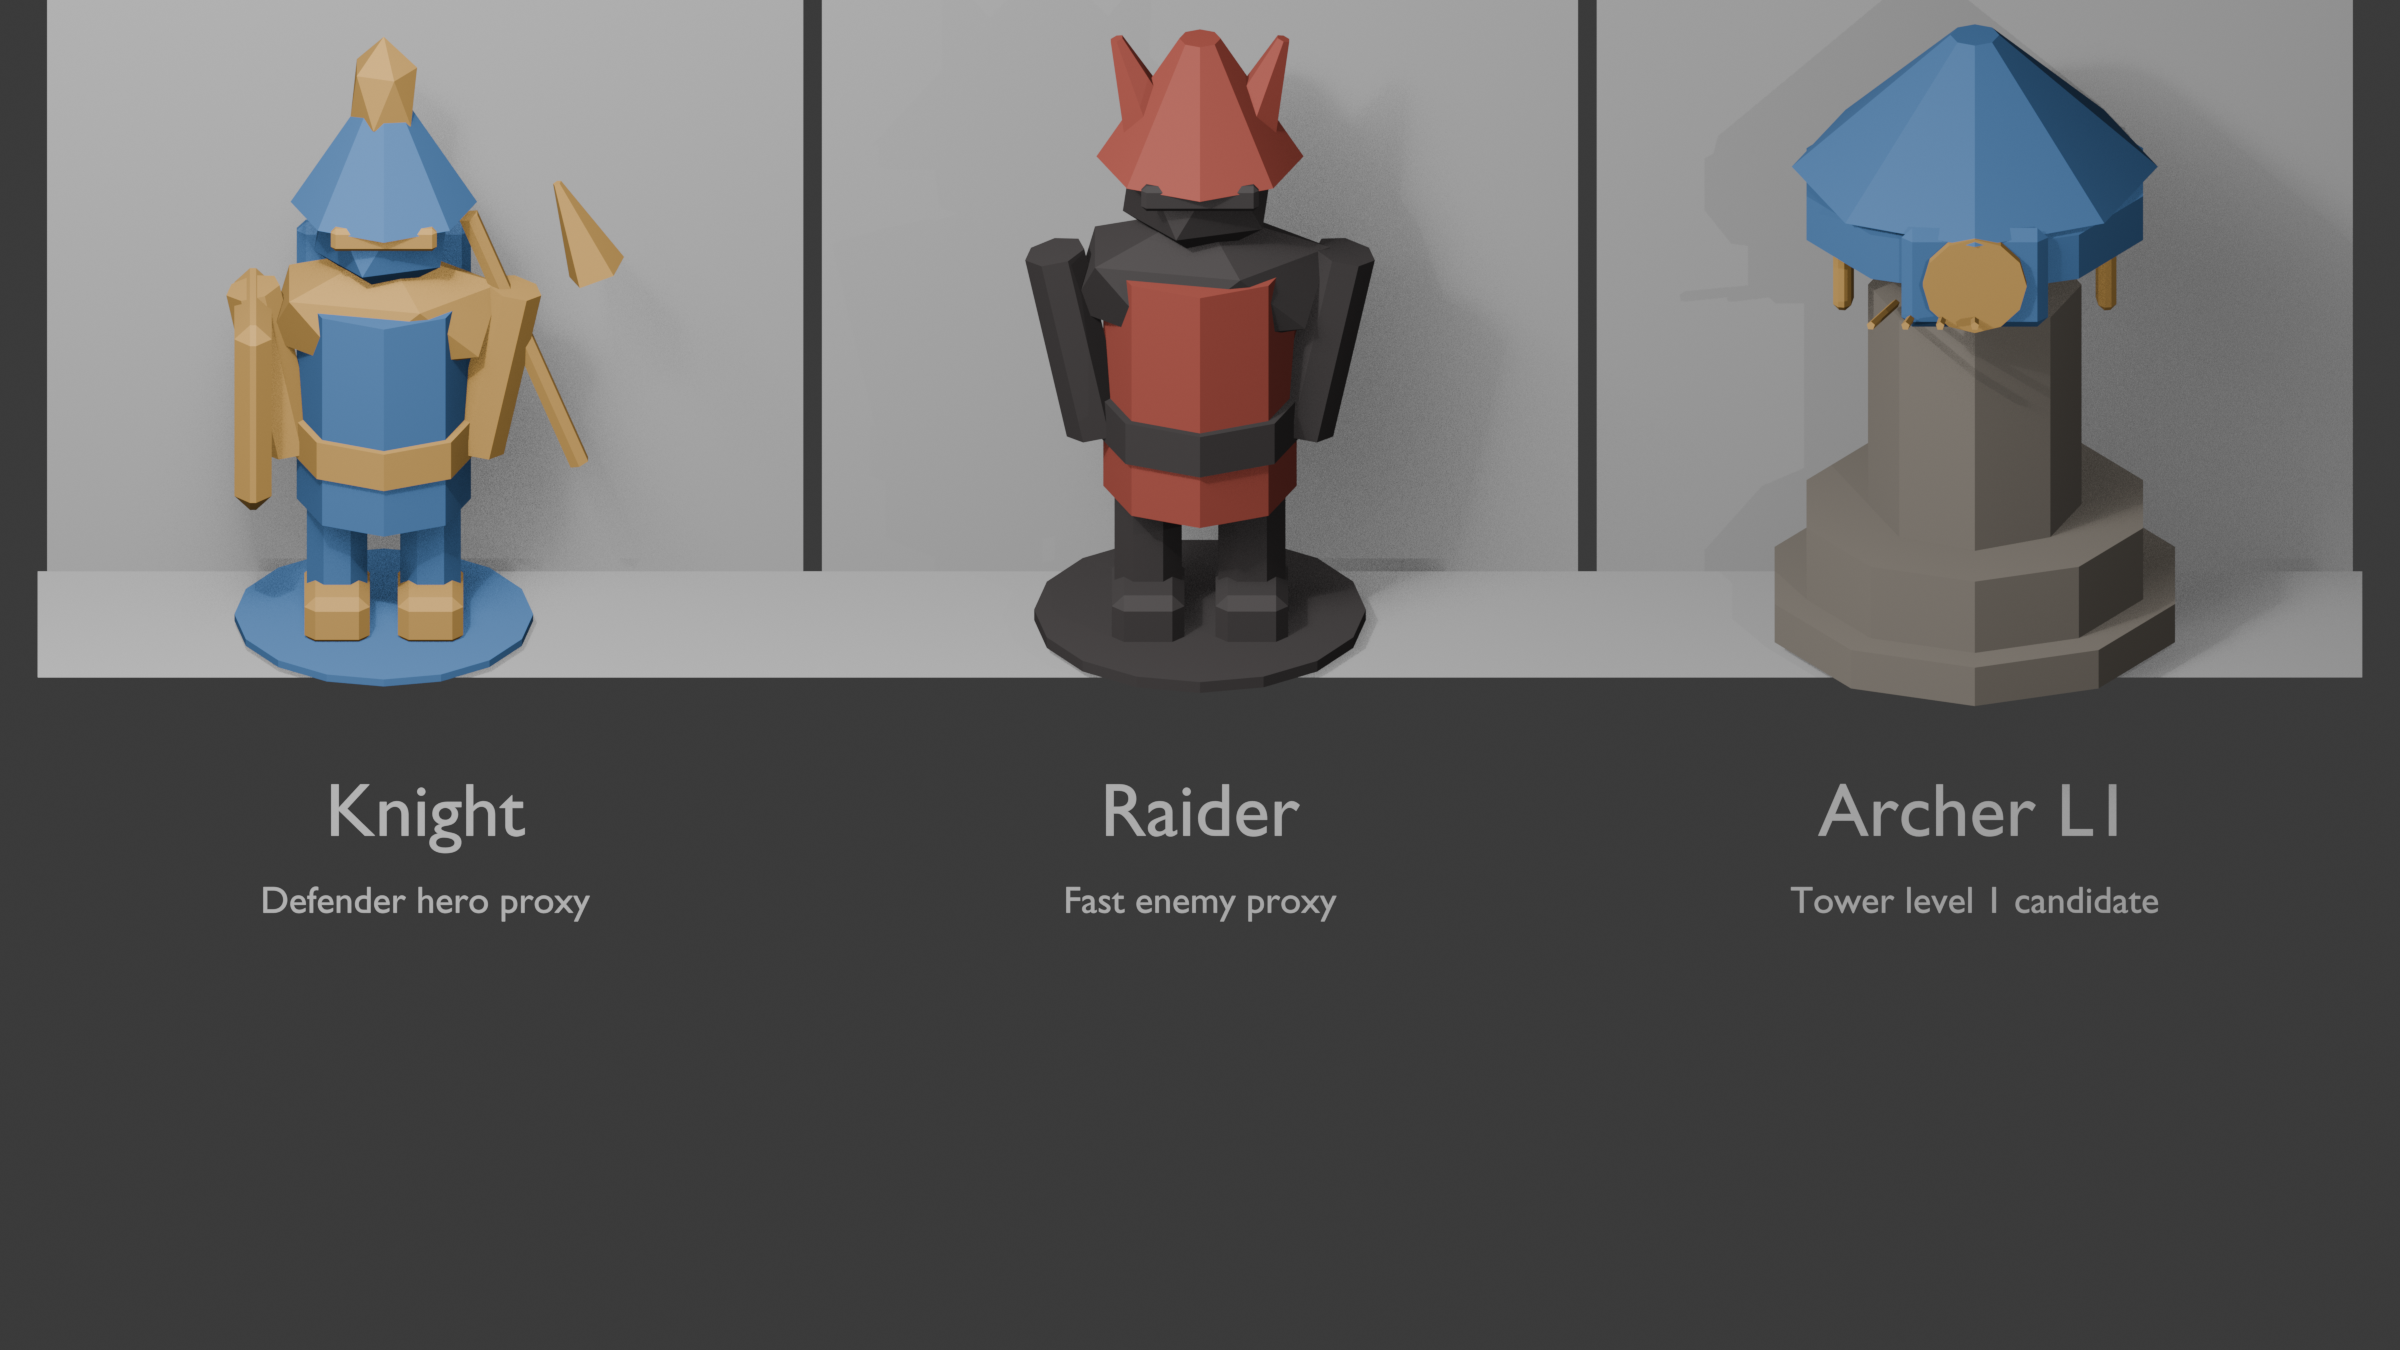 Knight
Defender hero proxy
Raider
Fast enemy proxy
Archer L1
Tower level 1 candidate